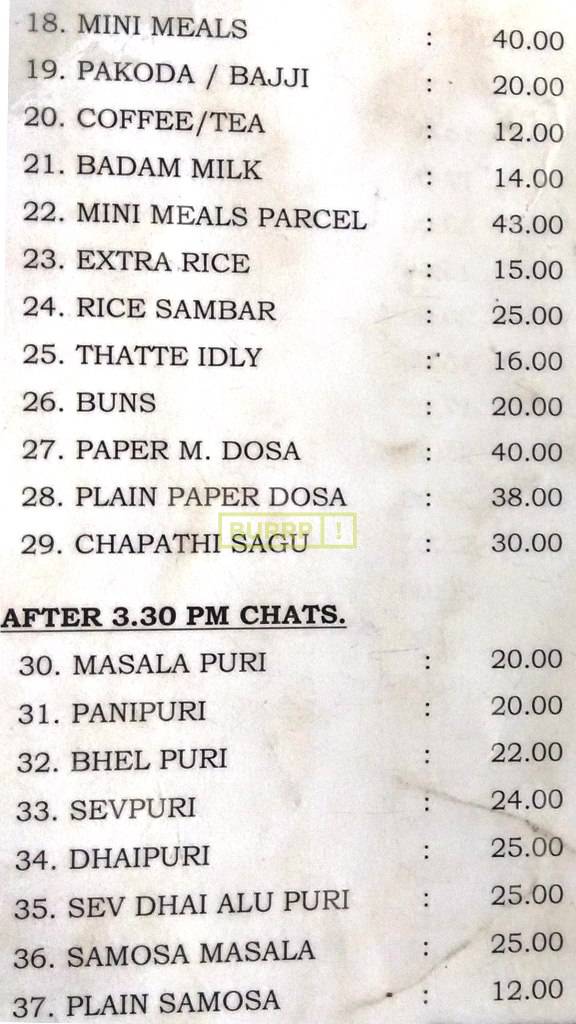 18. MINI MEALS : 40.00
19. PAKODA / BAJJI : 20.00
20. COFFEE/TEA : 12.00
21. BADAM MILK : 14.00
22. MINI MEALS PARCEL : 43.00
23. EXTRA RICE : 15.00
24. RICE SAMBAR : 25.00
25. THATTE IDLY : 16.00
26. BUNS : 20.00
27. PAPER M. DOSA : 40.00
28. PLAIN PAPER DOSA : 38.00
BURRP !
29. CHAPATHI SAGU : 30.00
AFTER 3.30 PM CHATS.
30. MASALA PURI : 20.00
31. PANIPURI : 20.00
32. BHEL PURI : 22.00
33. SEVPURI : 24.00
34. DHAIPURI : 25.00
35. SEV DHAI ALU PURI : 25.00
36. SAMOSA MASALA : 25.00
37. PLAIN SAMOSA : 12.00